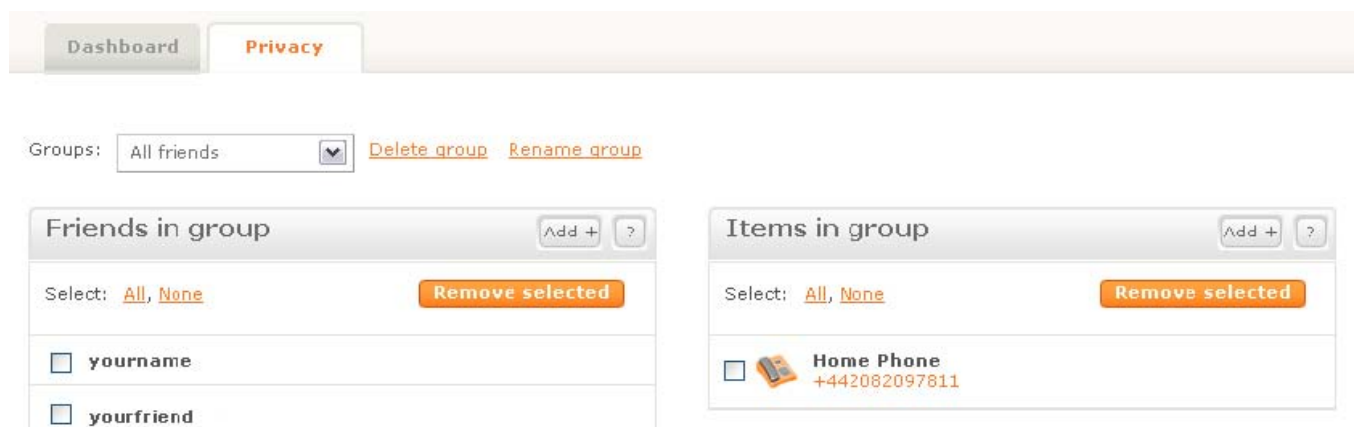 Dashboard Privacy
Groups: All friends Delete group Rename group
Friends in group Add + ?
Select: All, None Remove selected
yourname
yourfriend
Items in group Add + ?
Select: All, None Remove selected
Home Phone
+442082097811